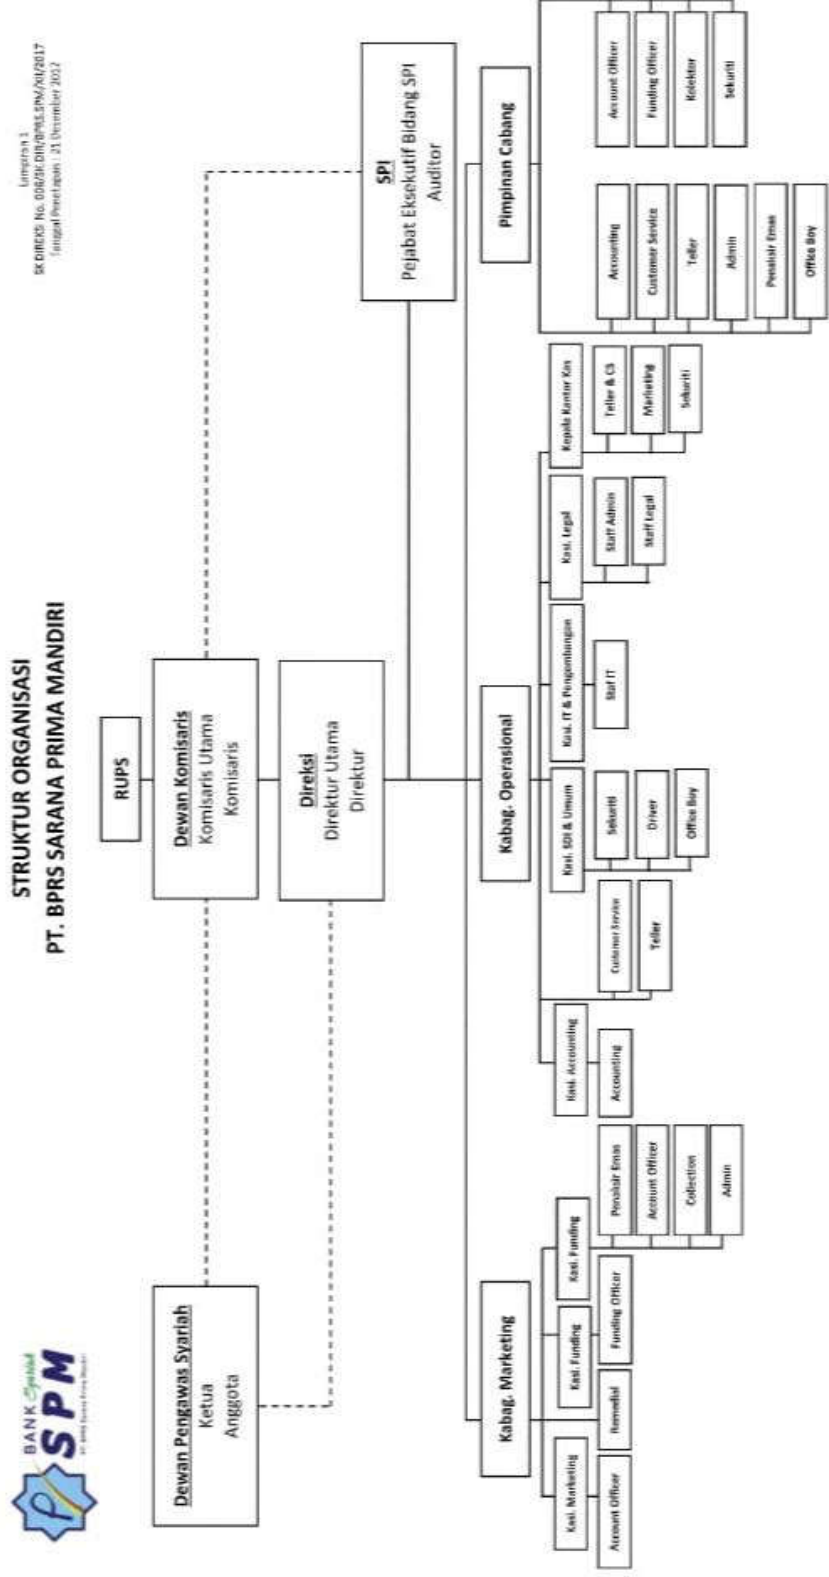 BANK Syariah
SPM
Lampiran 1
STRUKTUR ORGANISASI
PT. BPRS SARANA PRIMA MANDIRI
RUPS
Dewan Pengawas Syariah
Ketua
Anggota
Dewan Komisaris
Komisaris Utama
Komisaris
Direksi
Direktur Utama
Direktur
SPI
Pejabat Eksekutif Bidang SPI
Auditor
Kabag. Marketing
Kabag. Operasional
Pimpinan Cabang
Kasi. Marketing
Account Officer
Remedial
Kasi. Funding
Funding Officer
Kasi. Funding
Penaksir Emas
Account Officer
Collection
Admin
Kasi. Accounting
Accounting
Customer Service
Teller
Kasi. SDI & Umum
Sekuriti
Driver
Office Boy
Kasi. IT & Pengembangan
Staf IT
Kasi. Legal
Staff Admin
Staff Legal
Kepala Kantor Kas
Teller & CS
Marketing
Sekuriti
Accounting
Customer Service
Teller
Admin
Penaksir Emas
Office Boy
Account Officer
Funding Officer
Kolektor
Sekuriti